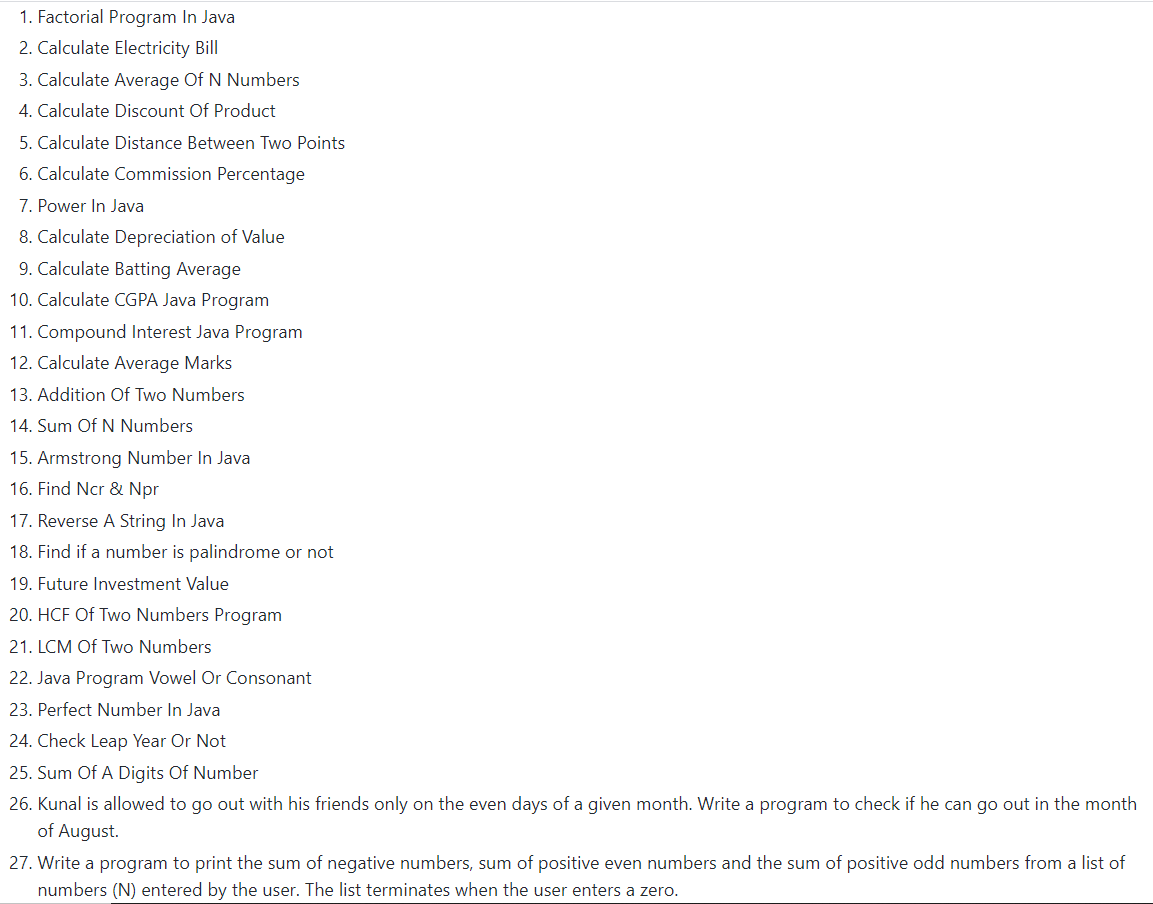 1. Factorial Program In Java
2. Calculate Electricity Bill
3. Calculate Average Of N Numbers
4. Calculate Discount Of Product
5. Calculate Distance Between Two Points
6. Calculate Commission Percentage
7. Power In Java
8. Calculate Depreciation of Value
9. Calculate Batting Average
10. Calculate CGPA Java Program
11. Compound Interest Java Program
12. Calculate Average Marks
13. Addition Of Two Numbers
14. Sum Of N Numbers
15. Armstrong Number In Java
16. Find Ncr & Npr
17. Reverse A String In Java
18. Find if a number is palindrome or not
19. Future Investment Value
20. HCF Of Two Numbers Program
21. LCM Of Two Numbers
22. Java Program Vowel Or Consonant
23. Perfect Number In Java
24. Check Leap Year Or Not
25. Sum Of A Digits Of Number
26. Kunal is allowed to go out with his friends only on the even days of a given month. Write a program to check if he can go out in the month
of August.
27. Write a program to print the sum of negative numbers, sum of positive even numbers and the sum of positive odd numbers from a list of
numbers (N) entered by the user. The list terminates when the user enters a zero.